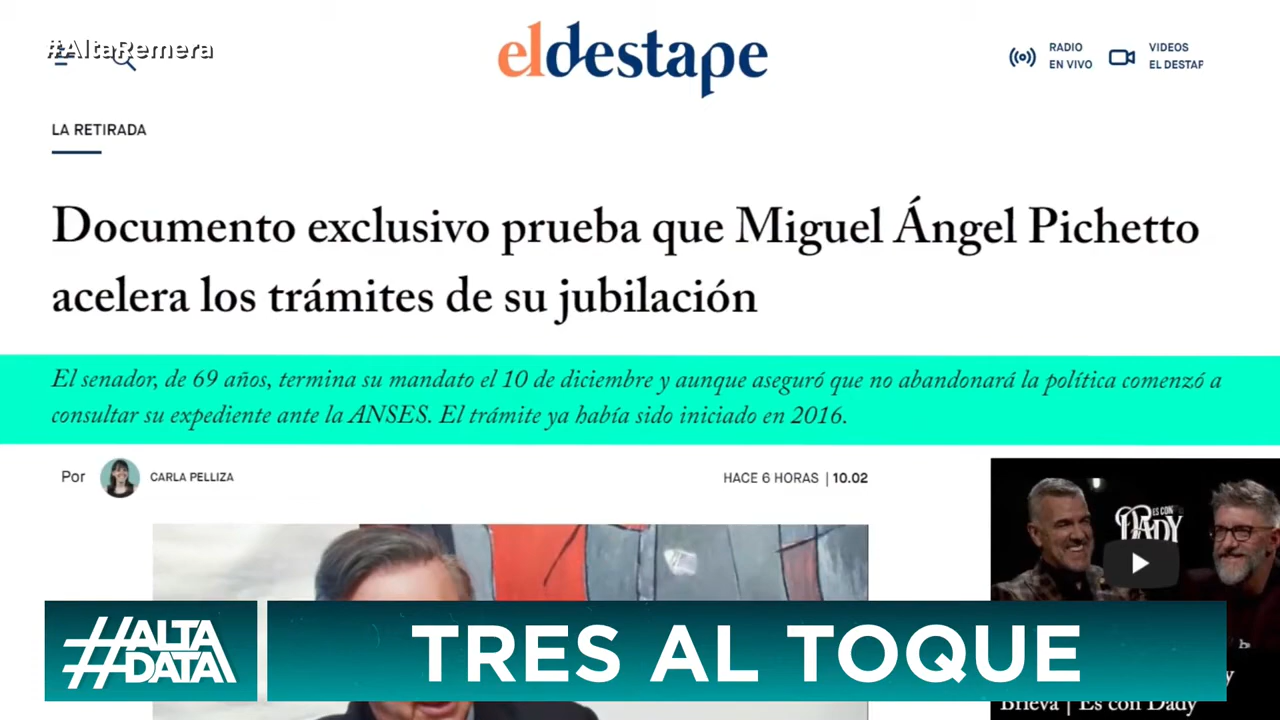 #AltaRemera
eldestape
RADIO
EN VIVO
VIDEOS
EL DESTAP
LA RETIRADA
Documento exclusivo prueba que Miguel Ángel Pichetto
acelera los trámites de su jubilación
El senador, de 69 años, termina su mandato el 10 de diciembre y aunque aseguró que no abandonará la política comenzó a
consultar su expediente ante la ANSES. El trámite ya había sido iniciado en 2016.
Por
CARLA PELLIZA
HACE 6 HORAS | 10.02
ES CON
DADY
#ALTA
DATA
TRES AL TOQUE
Brieva | Es con Dady